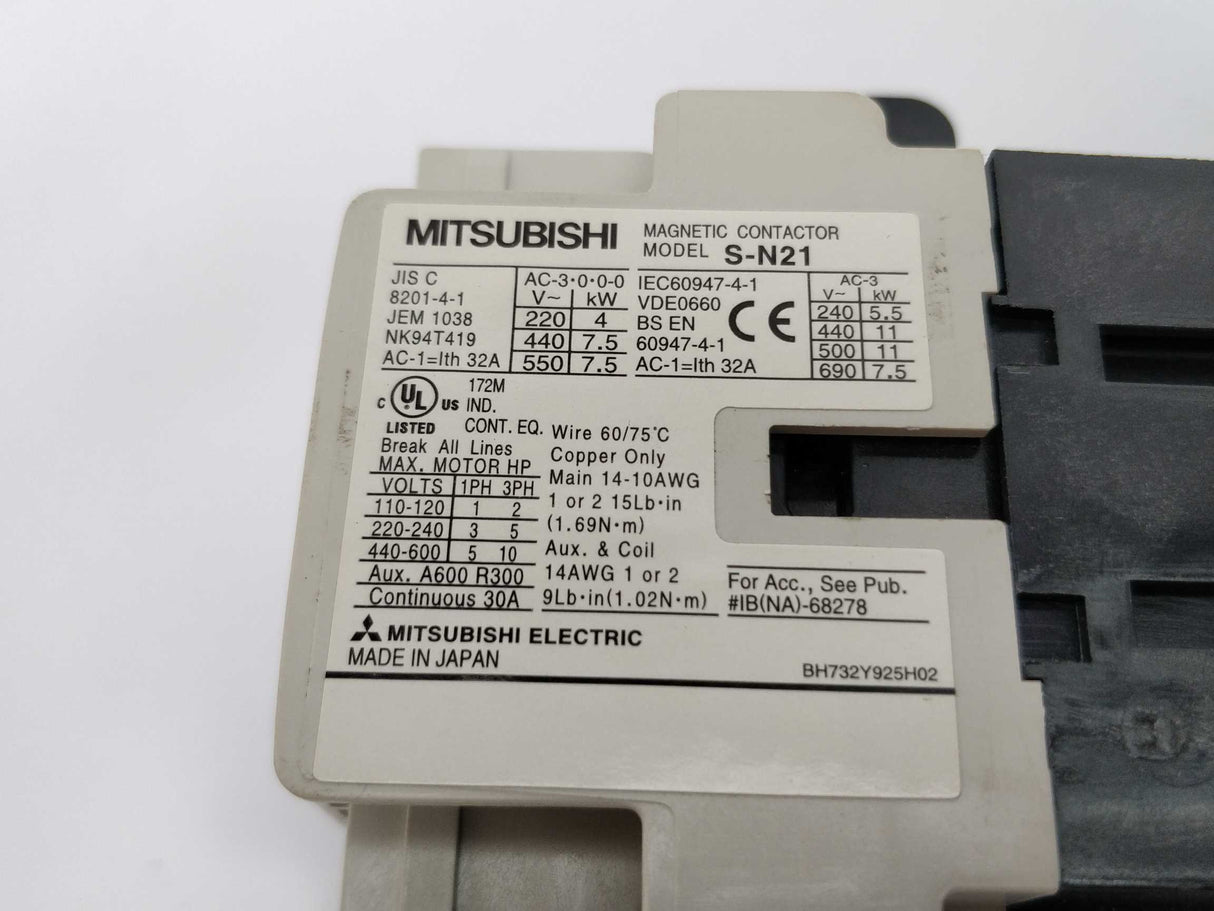 MITSUBISHI
MAGNETIC CONTACTOR
MODEL S-N21
JIS C
8201-4-1
JEM 1038
NK94T419
AC-1=Ith 32A
AC-3·0·0-0
V~ kW
220 4
440 7.5
550 7.5
IEC60947-4-1
VDE0660
BS EN
60947-4-1
AC-1=Ith 32A
CE
AC-3
V~ kW
240 5.5
440 11
500 11
690 7.5
C UL US
LISTED
172M
IND.
CONT. EQ.
Break All Lines
MAX. MOTOR HP
VOLTS 1PH 3PH
110-120 1 2
220-240 3 5
440-600 5 10
Aux. A600 R300
Continuous 30A
Wire 60/75°C
Copper Only
Main 14-10AWG
1 or 2 15Lb·in
(1.69N·m)
Aux. & Coil
14AWG 1 or 2
9Lb·in(1.02N·m)
For Acc., See Pub.
#IB(NA)-68278
MITSUBISHI ELECTRIC
MADE IN JAPAN
BH732Y925H02